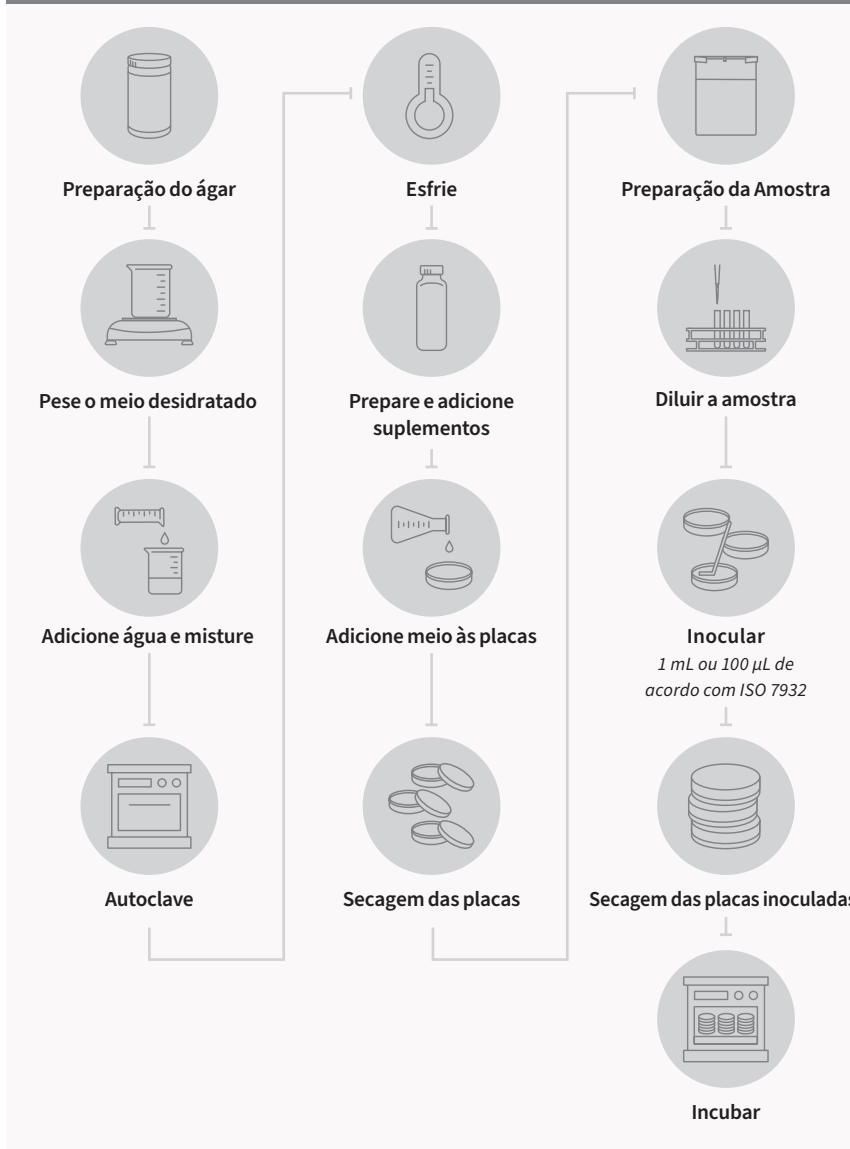 Preparação do ágar
Pese o meio desidratado
Adicione água e misture
Autoclave
Esfrie
Prepare e adicione
suplementos
Adicione meio às placas
Secagem das placas
Preparação da Amostra
Diluir a amostra
Inocular
1 mL ou 100 µL de
acordo com ISO 7932
Secagem das placas inoculadas
Incubar